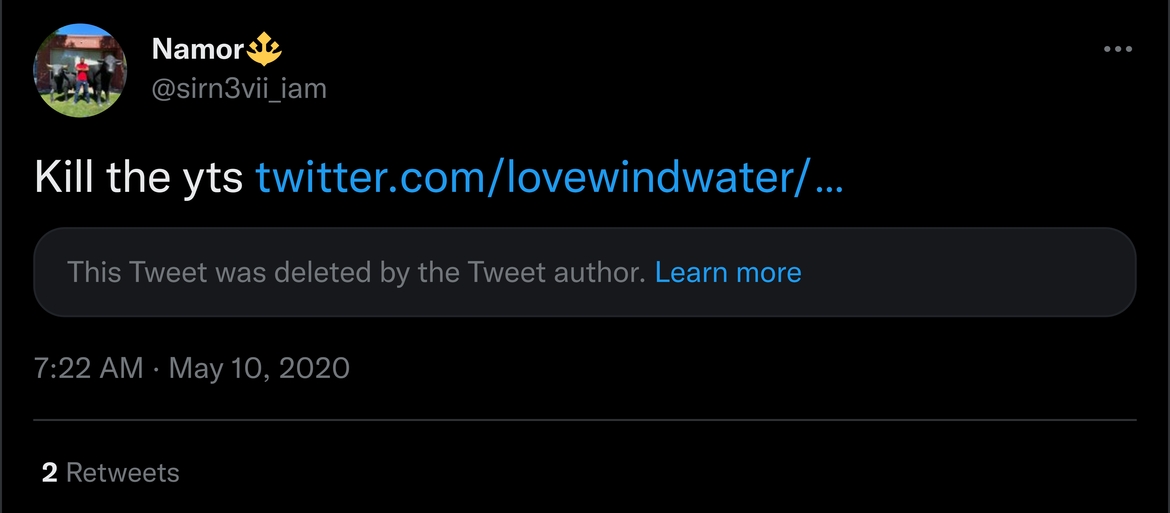 Namor🔱
@sirn3vii_iam
Kill the yts twitter.com/lovewindwater/...
This Tweet was deleted by the Tweet author. Learn more
7:22 AM · May 10, 2020
2 Retweets